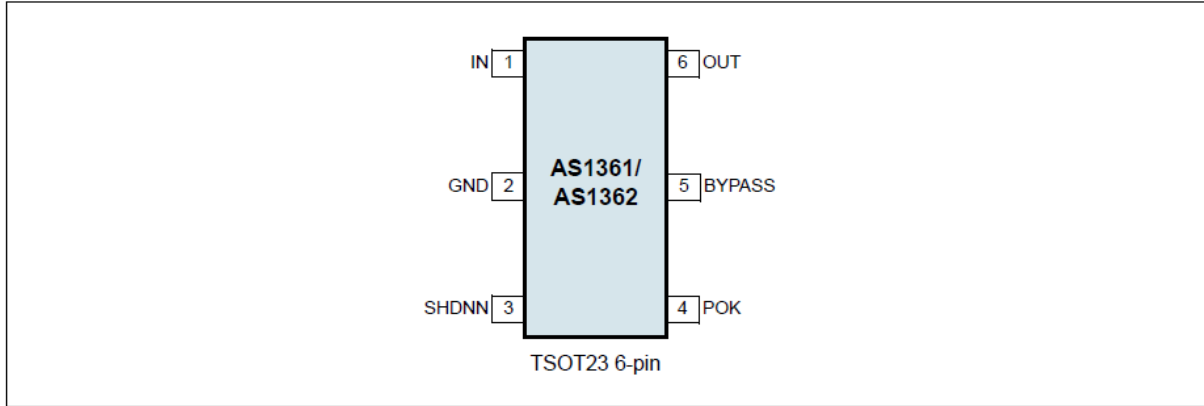 IN 1
6 OUT
AS1361/
AS1362
GND 2
5 BYPASS
SHDNN 3
4 POK
TSOT23 6-pin